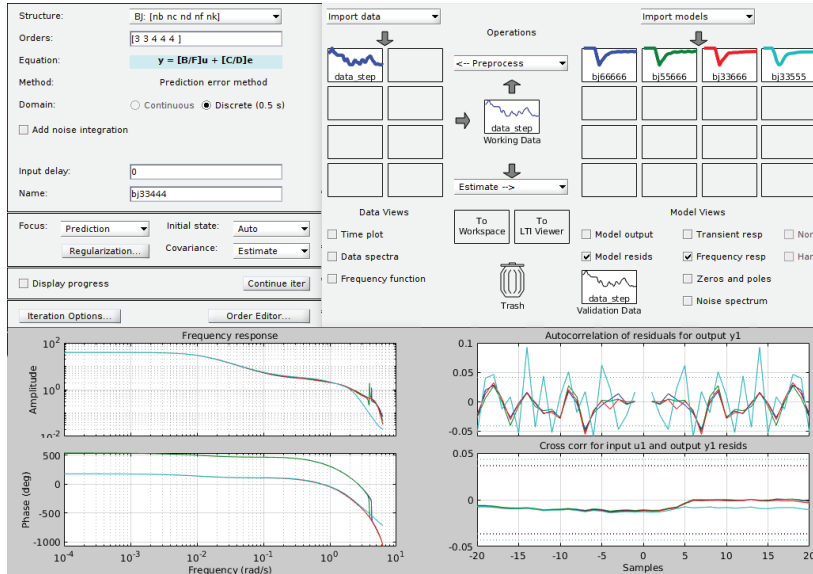 Structure: BJ: [nb nc nd nf nk]
Orders: [3 3 4 4 4 ]
Equation: y = [B/F]u + [C/D]e
Method: Prediction error method
Domain: Continuous Discrete (0.5 s)
Add noise integration
Input delay: 0
Name: bj33444
Focus: Prediction Initial state: Auto
Regularization... Covariance: Estimate
Display progress Continue iter
Iteration Options... Order Editor...
Import data
Operations
Import models
data_step
<-- Preprocess
bj66666 bj55666 bj33666 bj33555
data_step
Working Data
Estimate -->
Data Views
Time plot
Data spectra
Frequency function
To Workspace
To LTI Viewer
Trash
Model Views
Model output Transient resp
Model resids Frequency resp
Zeros and poles
Noise spectrum
data_step
Validation Data
Frequency response
Amplitude
10^2
10^0
10^-2
Phase (deg)
500
0
-500
-1000
10^-4 10^-3 10^-2 10^-1 10^0 10^1
Frequency (rad/s)
Autocorrelation of residuals for output y1
0.1
0.05
0
-0.05
Cross corr for input u1 and output y1 resids
0.05
0
-0.05
-20 -15 -10 -5 0 5 10 15 20
Samples